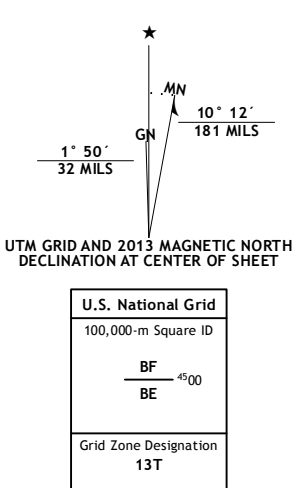 ★
MN
GN
10° 12´
181 MILS
1° 50´
32 MILS
UTM GRID AND 2013 MAGNETIC NORTH
DECLINATION AT CENTER OF SHEET
U.S. National Grid
100,000-m Square ID
BF
4500
BE
Grid Zone Designation
13T